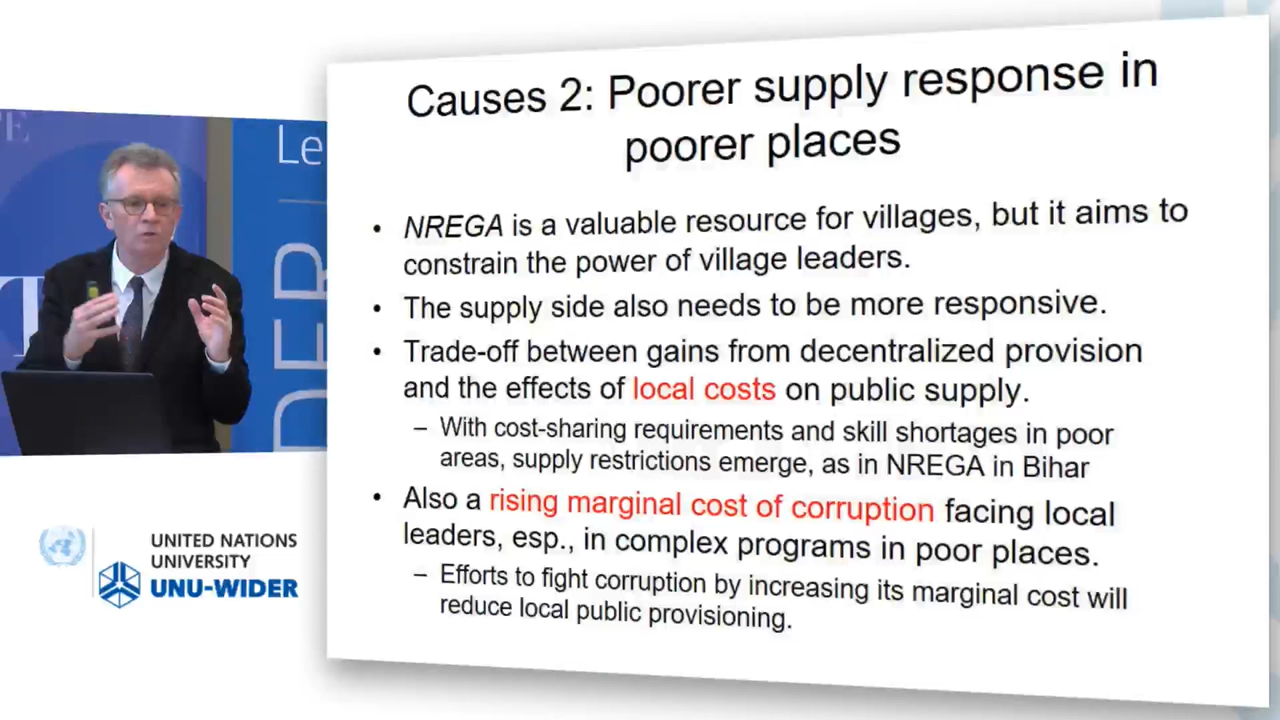 Causes 2: Poorer supply response in
poorer places
• NREGA is a valuable resource for villages, but it aims to
constrain the power of village leaders.
• The supply side also needs to be more responsive.
• Trade-off between gains from decentralized provision
and the effects of local costs on public supply.
– With cost-sharing requirements and skill shortages in poor
areas, supply restrictions emerge, as in NREGA in Bihar
• Also a rising marginal cost of corruption facing local
leaders, esp., in complex programs in poor places.
– Efforts to fight corruption by increasing its marginal cost will
reduce local public provisioning.
Le
DER
UNITED NATIONS
UNIVERSITY
UNU-WIDER